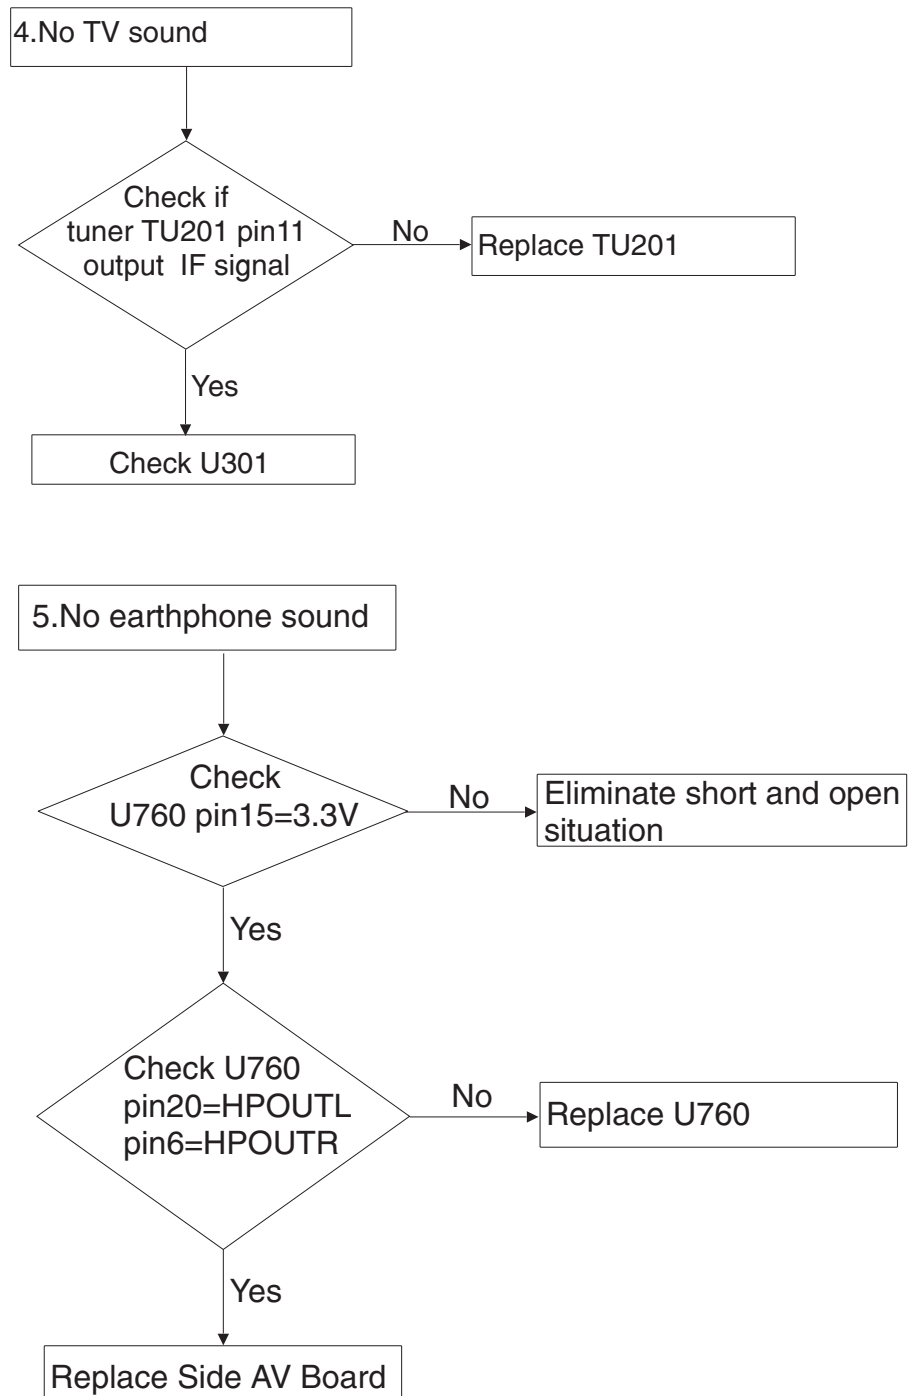 4.No TV sound
Check if
tuner TU201 pin11
output IF signal
No
Replace TU201
Yes
Check U301
5.No earthphone sound
Check
U760 pin15=3.3V
No
Eliminate short and open
situation
Yes
Check U760
pin20=HPOUTL
pin6=HPOUTR
No
Replace U760
Yes
Replace Side AV Board